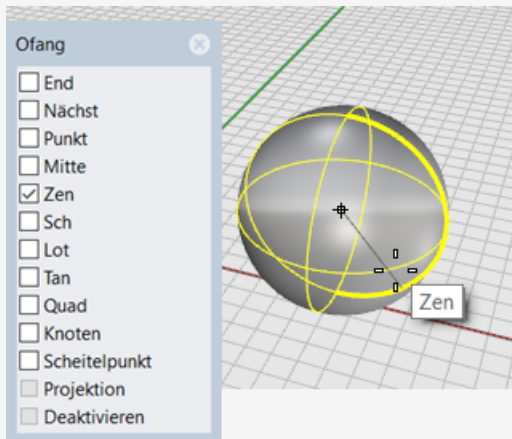 Ofang
End
Nächst
Punkt
Mitte
Zen
Sch
Lot
Tan
Quad
Knoten
Scheitelpunkt
Projektion
Deaktivieren
Zen